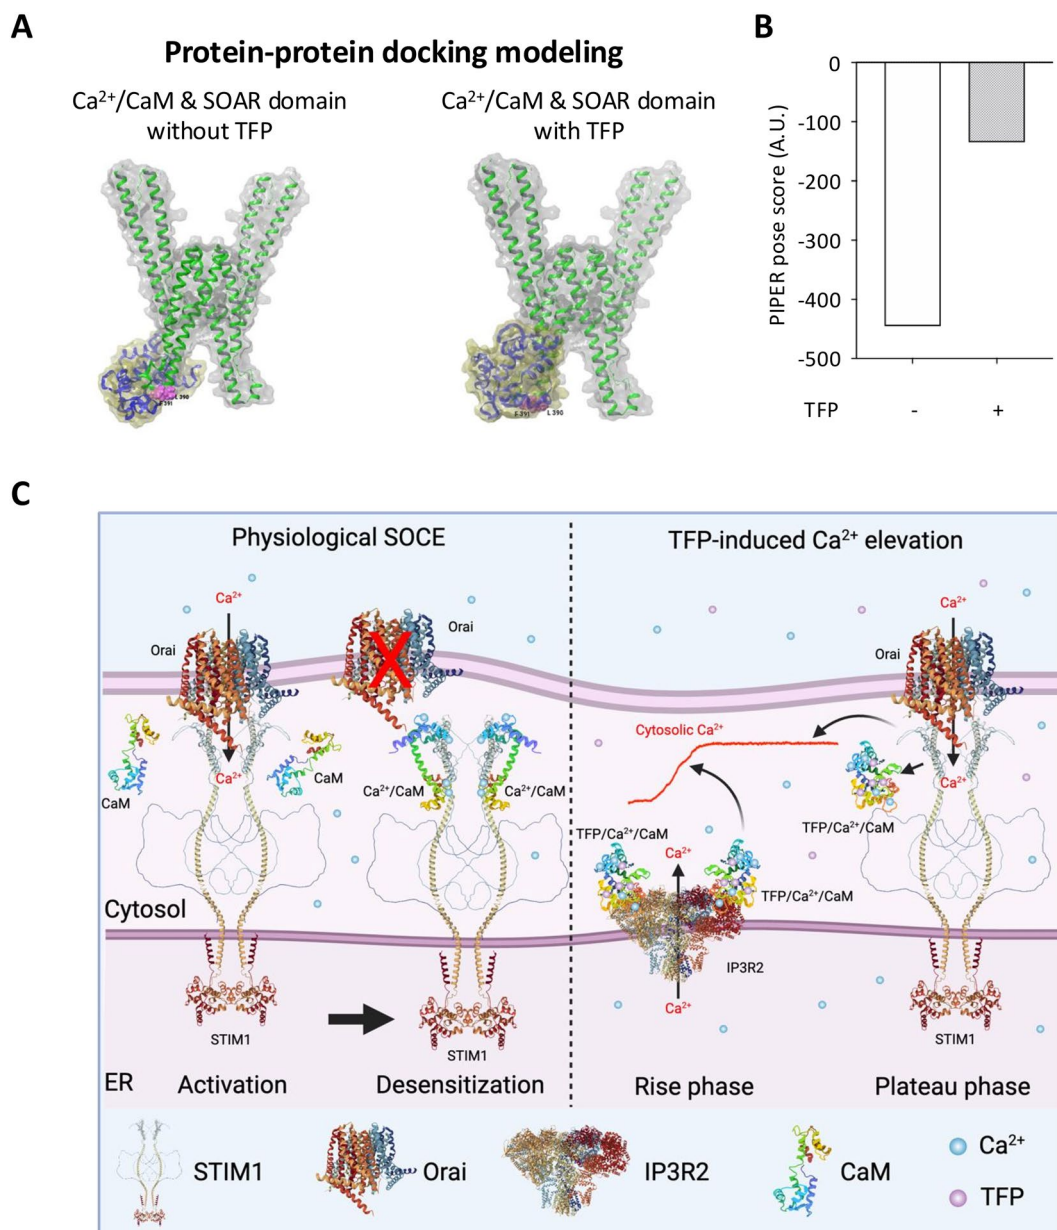 A
Protein-protein docking modeling
Ca²⁺/CaM & SOAR domain
without TFP
Ca²⁺/CaM & SOAR domain
with TFP
F 391
L 390
F 391
L 390
B
PIPER pose score (A.U.)
0
-100
-200
-300
-400
-500
TFP
-
+
C
Physiological SOCE
TFP-induced Ca²⁺ elevation
Ca²⁺
Orai
Orai
Ca²⁺
Orai
Cytosolic Ca²⁺
CaM
Ca²⁺
CaM
Ca²⁺/CaM
Ca²⁺/CaM
TFP/Ca²⁺/CaM
Ca²⁺
TFP/Ca²⁺/CaM
Ca²⁺
TFP/Ca²⁺/CaM
Cytosol
IP3R2
Ca²⁺
STIM1
STIM1
STIM1
ER
Activation
Desensitization
Rise phase
Plateau phase
STIM1
Orai
IP3R2
CaM
Ca²⁺
TFP